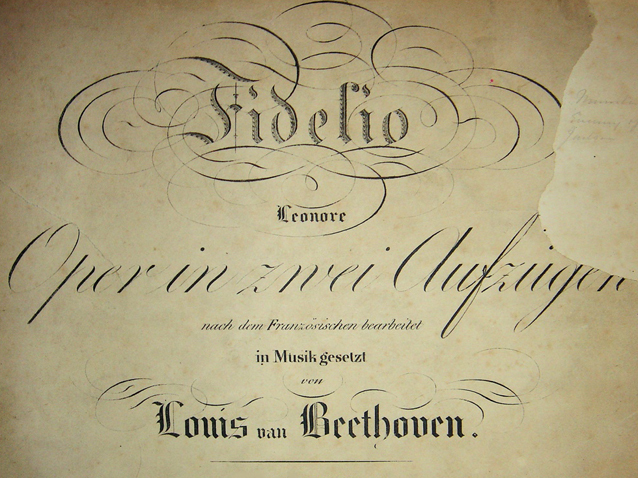 Fidelio
Leonore
Oper in zwei Aufzügen
nach dem Französischen bearbeitet
in Musik gesetzt
von
Louis van Beethoven.